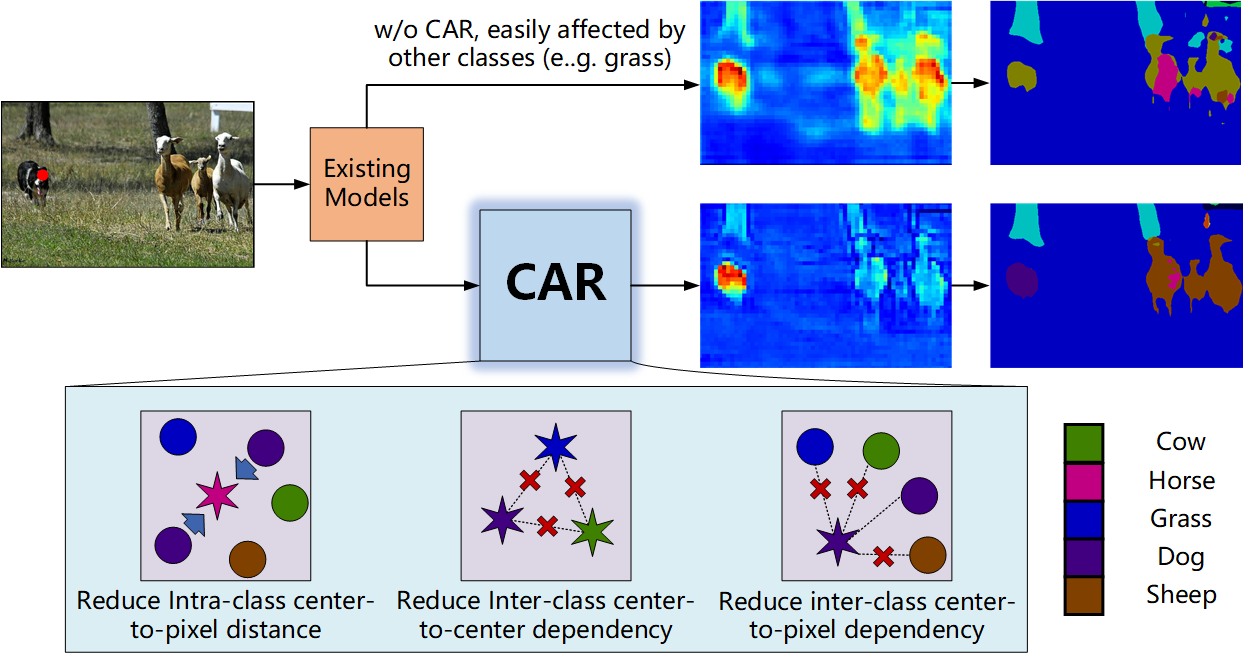 w/o CAR, easily affected by
other classes (e..g. grass)
Existing
Models
CAR
Reduce Intra-class center-
to-pixel distance
Reduce Inter-class center-
to-center dependency
Reduce inter-class center-
to-pixel dependency
Cow
Horse
Grass
Dog
Sheep